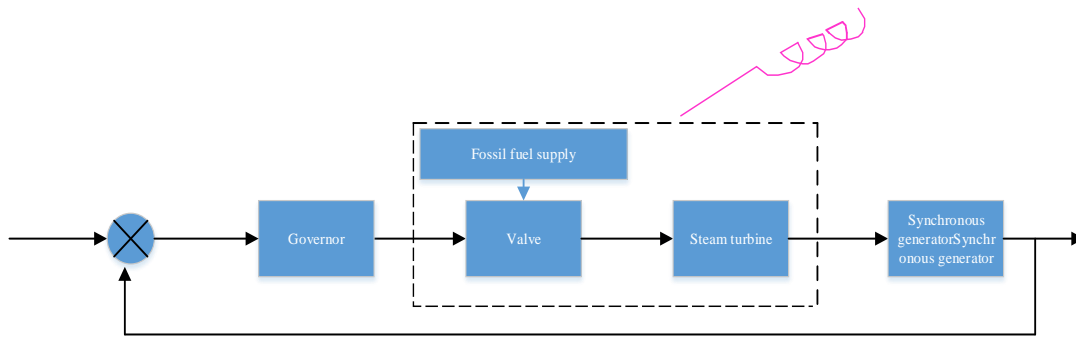 Fossil fuel supply
Governor
Valve
Steam turbine
Synchronous
generatorSynchr
onous generator